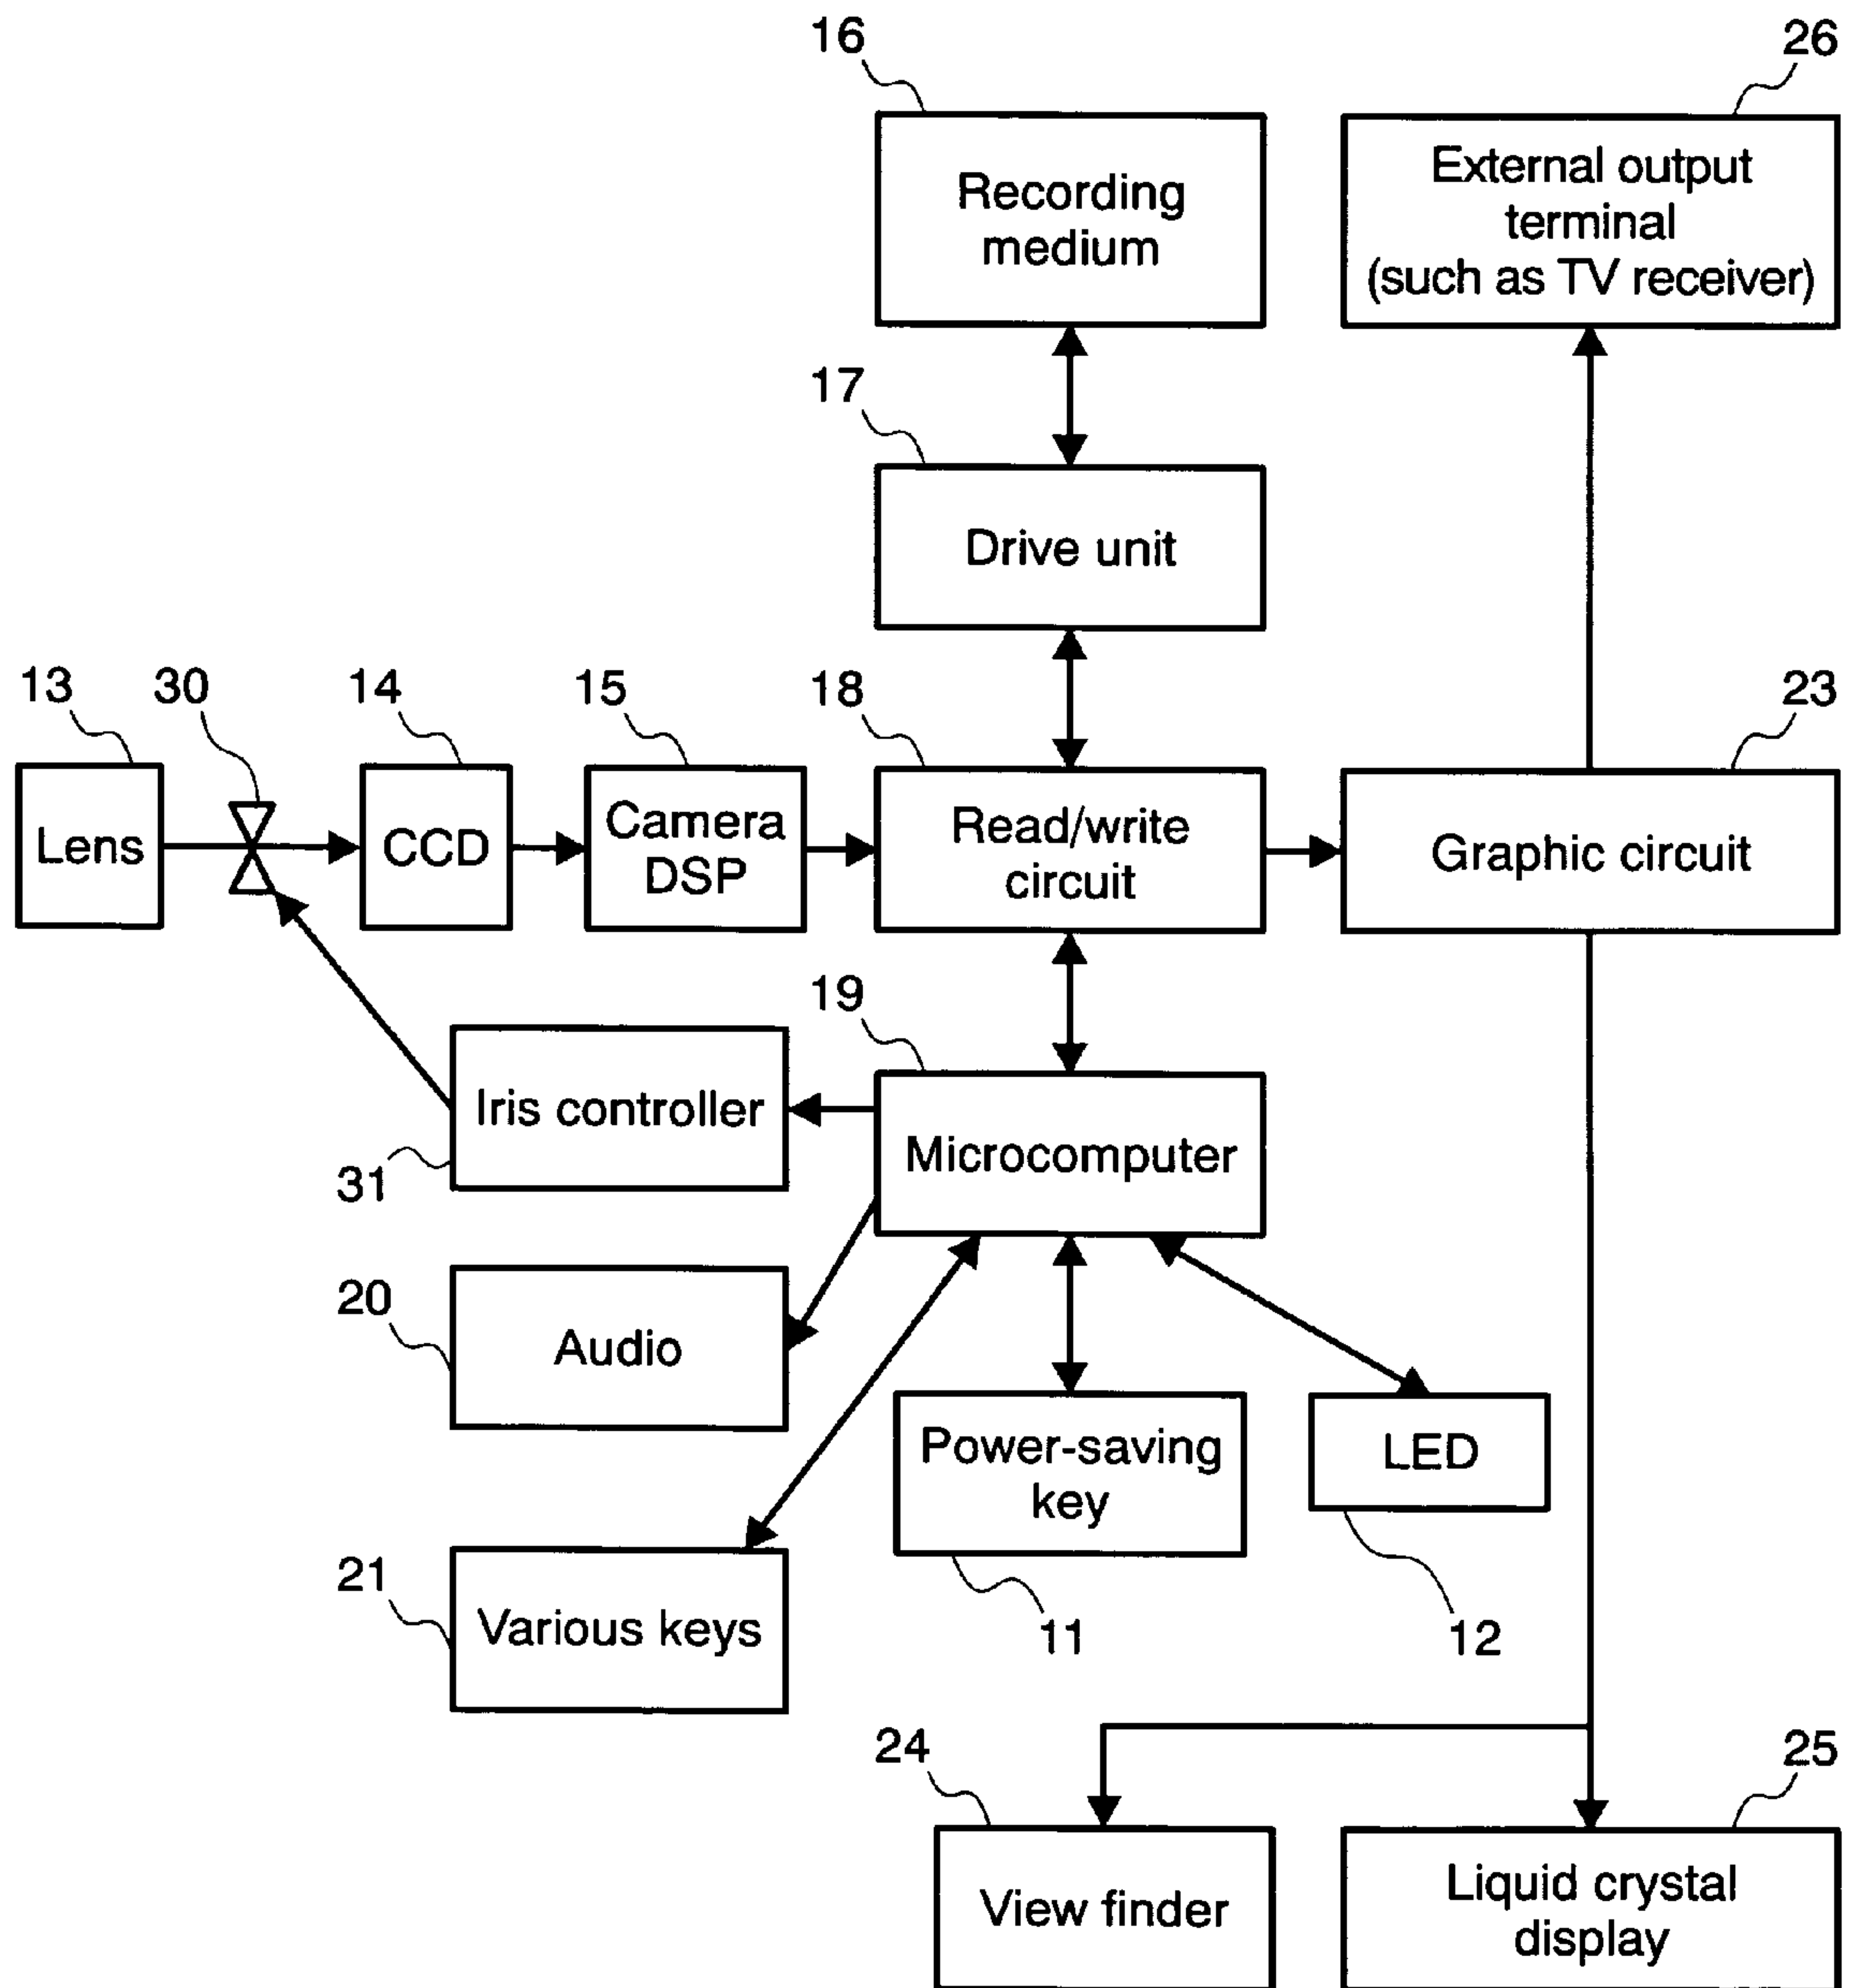 16
26
Recording
medium
External output
terminal
(such as TV receiver)
17
Drive unit
13
30
14
15
18
23
Lens
CCD
Camera
DSP
Read/write
circuit
Graphic circuit
19
Iris controller
31
Microcomputer
20
Audio
Power-saving
key
LED
21
Various keys
11
12
24
25
View finder
Liquid crystal
display